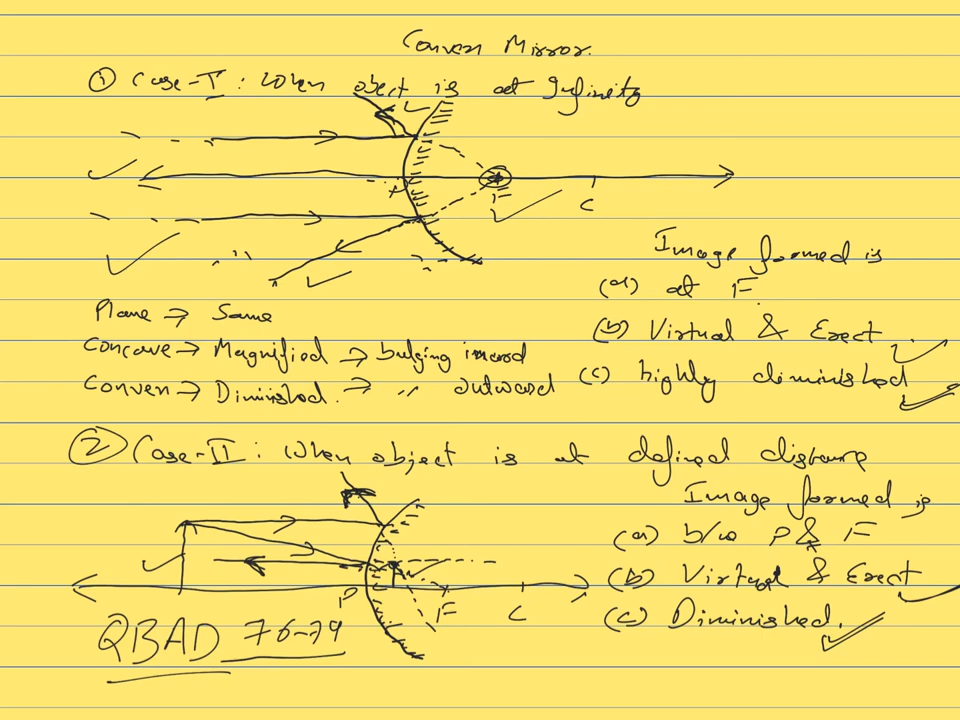 Convex Mirror.
① Case-I : When obect is at Infinity
P F C
Image formed is
(a) at F.
Plane → Same
(b) Virtual & Erect
Concave → Magnified → bulging inward
Convex → Diminished. → " outward
(c) highly diminished
② Case-II : When object is at defined distance
Image formed is
(a) b/w P & F
(b) Virtual & Erect
P F C
(c) Diminished.
QBAD 76-79